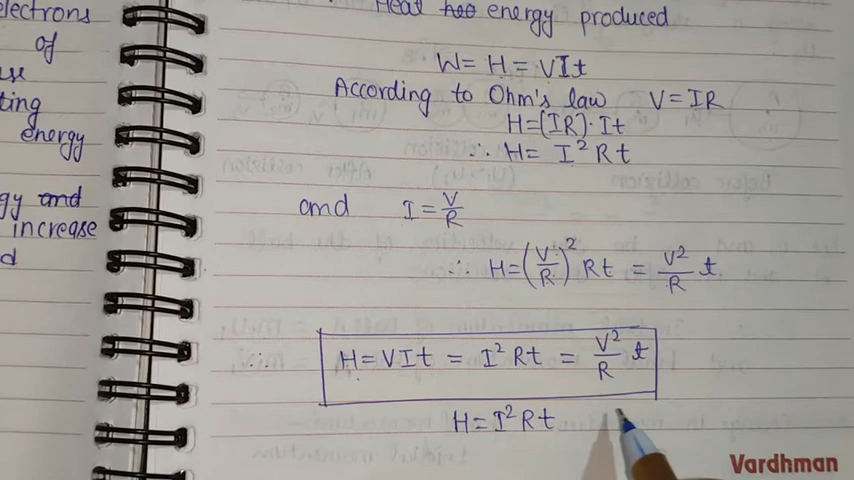 electrons
of
use
ting
energy
gy and
increase
d
Heat energy produced
W = H = VIt
According to Ohm's law V = IR
H = (IR)·It
∴ H = I²Rt
and I = V/R
∴ H = (V/R)² Rt = V²/R t
∴ H = VIt = I²Rt = V²/R t
H = I²Rt
Vardhman